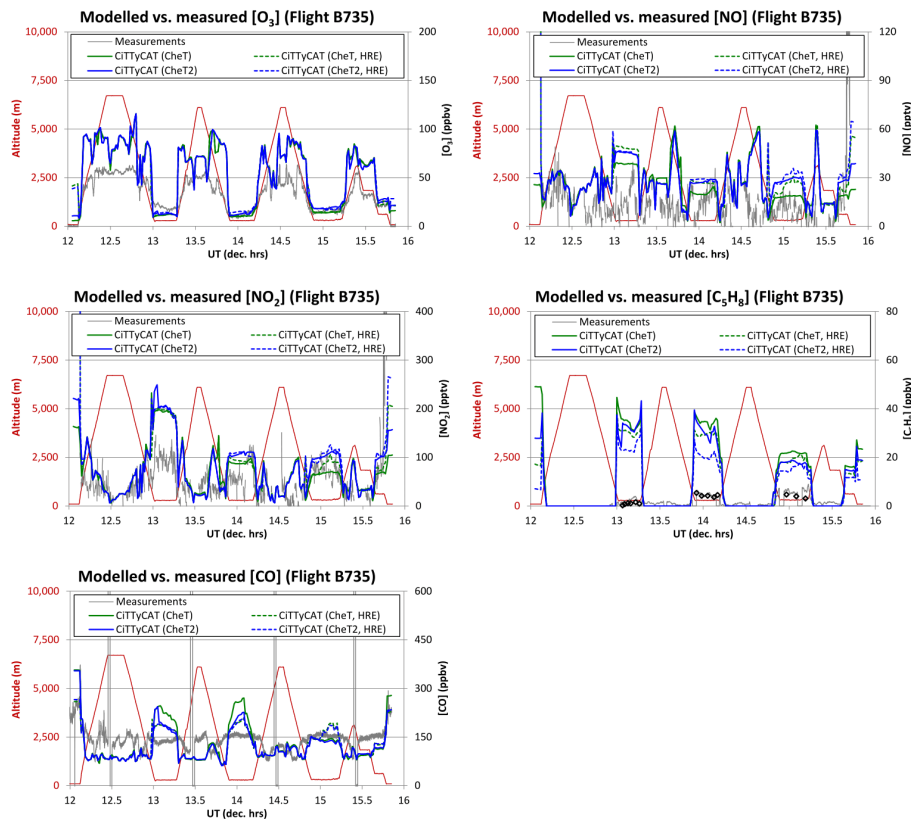 Modelled vs. measured [O3] (Flight B735)
10,000
7,500
5,000
2,500
0
Altitude (m)
Measurements
CiTTyCAT (CheT)
CiTTyCAT (CheT, HRE)
CiTTyCAT (CheT2)
CiTTyCAT (CheT2, HRE)
200
150
100
50
0
[O3] (ppbv)
12 12.5 13 13.5 14 14.5 15 15.5 16
UT (dec. hrs)
Modelled vs. measured [NO] (Flight B735)
10,000
7,500
5,000
2,500
0
Altitude (m)
Measurements
CiTTyCAT (CheT)
CiTTyCAT (CheT, HRE)
CiTTyCAT (CheT2)
CiTTyCAT (CheT2, HRE)
120
90
60
30
0
[NO] (pptv)
12 12.5 13 13.5 14 14.5 15 15.5 16
UT (dec. hrs)
Modelled vs. measured [NO2] (Flight B735)
10,000
7,500
5,000
2,500
0
Altitude (m)
Measurements
CiTTyCAT (CheT)
CiTTyCAT (CheT, HRE)
CiTTyCAT (CheT2)
CiTTyCAT (CheT2, HRE)
400
300
200
100
0
[NO2] (pptv)
12 12.5 13 13.5 14 14.5 15 15.5 16
UT (dec. hrs)
Modelled vs. measured [C5H8] (Flight B735)
10,000
7,500
5,000
2,500
0
Altitude (m)
Measurements
CiTTyCAT (CheT)
CiTTyCAT (CheT, HRE)
CiTTyCAT (CheT2)
CiTTyCAT (CheT2, HRE)
80
60
40
20
0
12 12.5 13 13.5 14 14.5 15 15.5 16
UT (dec. hrs)
Modelled vs. measured [CO] (Flight B735)
10,000
7,500
5,000
2,500
0
Altitude (m)
Measurements
CiTTyCAT (CheT)
CiTTyCAT (CheT, HRE)
CiTTyCAT (CheT2)
CiTTyCAT (CheT2, HRE)
600
450
300
150
0
[CO] (ppbv)
12 12.5 13 13.5 14 14.5 15 15.5 16
UT (dec. hrs)